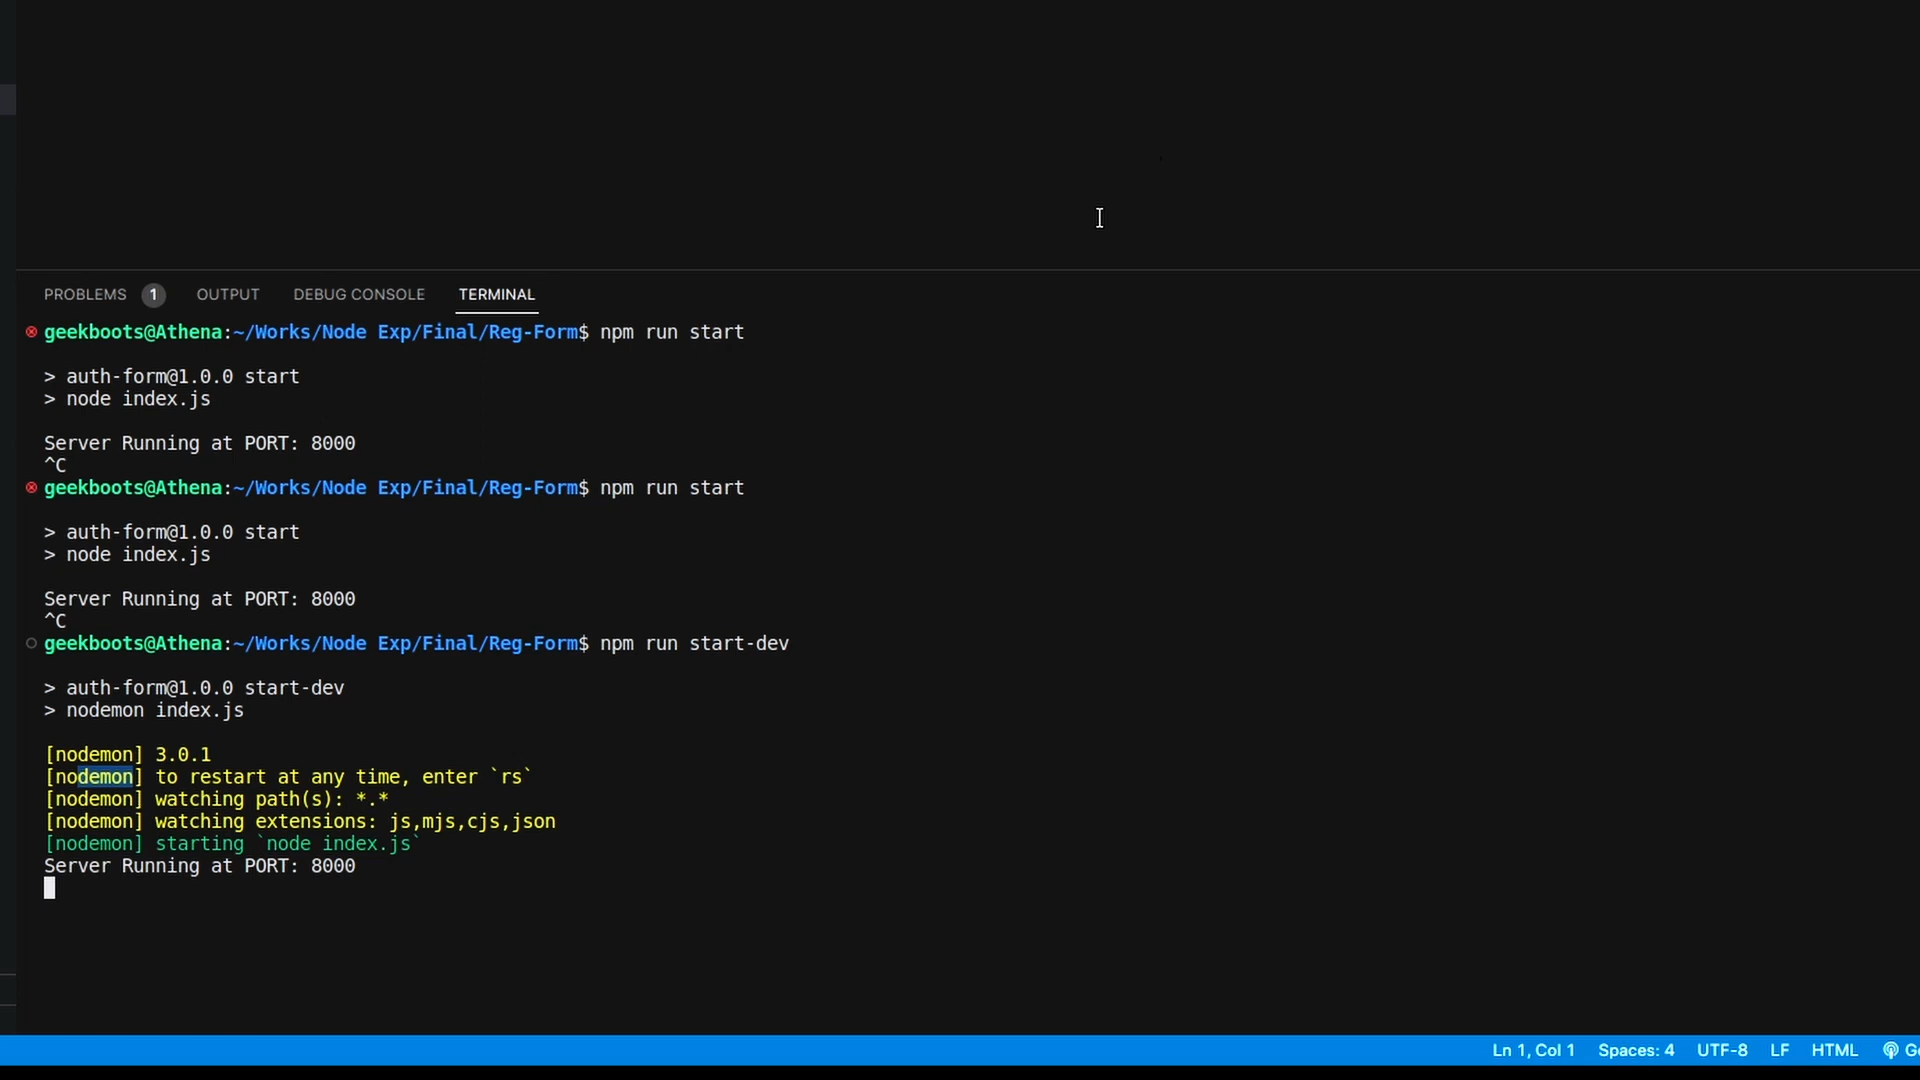 PROBLEMS 1 OUTPUT DEBUG CONSOLE TERMINAL
geekboots@Athena:~/Works/Node Exp/Final/Reg-Form$ npm run start
> auth-form@1.0.0 start
> node index.js
Server Running at PORT: 8000
^C
geekboots@Athena:~/Works/Node Exp/Final/Reg-Form$ npm run start
> auth-form@1.0.0 start
> node index.js
Server Running at PORT: 8000
^C
geekboots@Athena:~/Works/Node Exp/Final/Reg-Form$ npm run start-dev
> auth-form@1.0.0 start-dev
> nodemon index.js
[nodemon] 3.0.1
[nodemon] to restart at any time, enter `rs`
[nodemon] watching path(s): *.*
[nodemon] watching extensions: js,mjs,cjs,json
[nodemon] starting `node index.js`
Server Running at PORT: 8000
Ln 1, Col 1 Spaces: 4 UTF-8 LF HTML